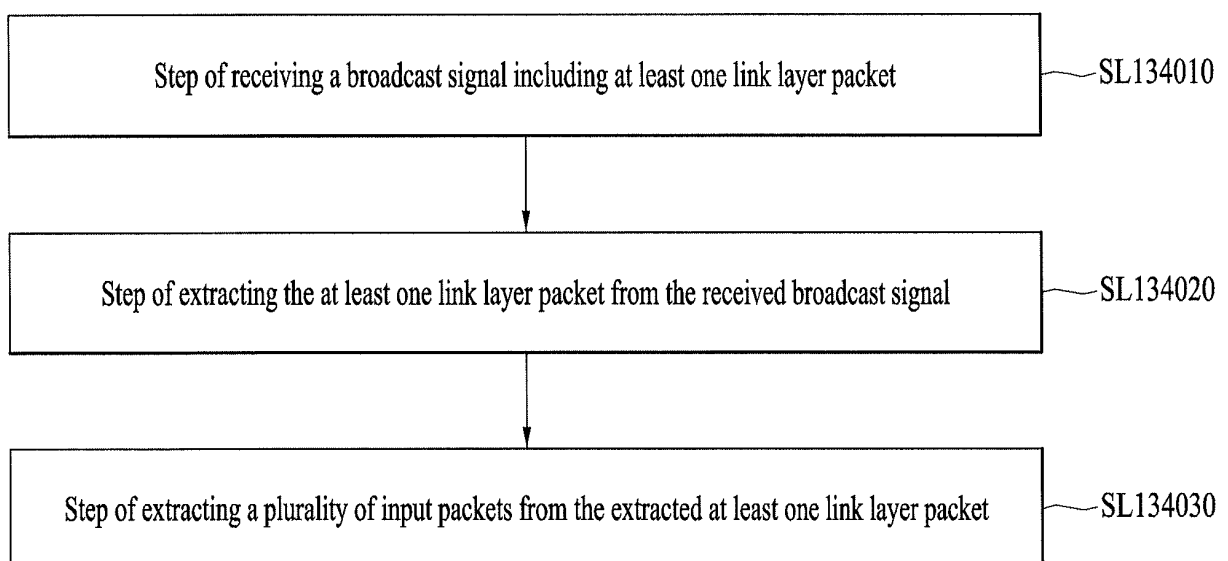 Step of receiving a broadcast signal including at least one link layer packet
SL134010
Step of extracting the at least one link layer packet from the received broadcast signal
SL134020
Step of extracting a plurality of input packets from the extracted at least one link layer packet
SL134030